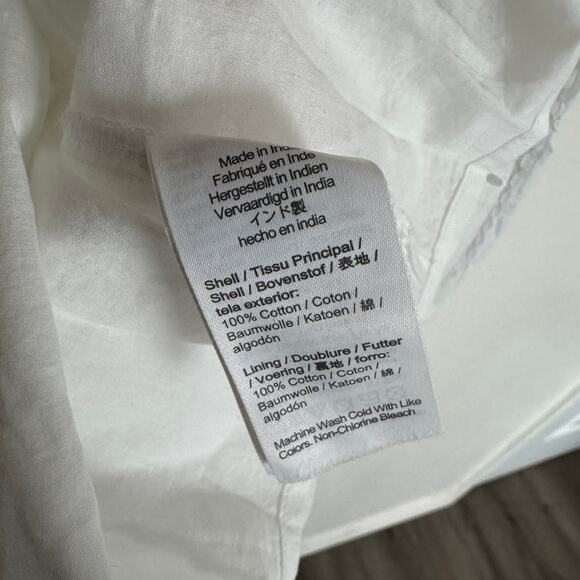 Made in
Fabriqué en Inde
Hergestellt in Indien
Vervaardigd in India
インド製
hecho en india
Shell / Tissu Principal /
Shell / Bovenstof / 表地 /
tela exterior:
100% Cotton / Coton /
Baumwolle / Katoen / 綿 /
algodón
Lining / Doublure / Futter
/ Voering / 裏地 / forro:
100% Cotton / Coton /
Baumwolle / Katoen / 綿 /
algodón
Machine Wash Cold With Like
Colors. Non-Chlorine Bleach